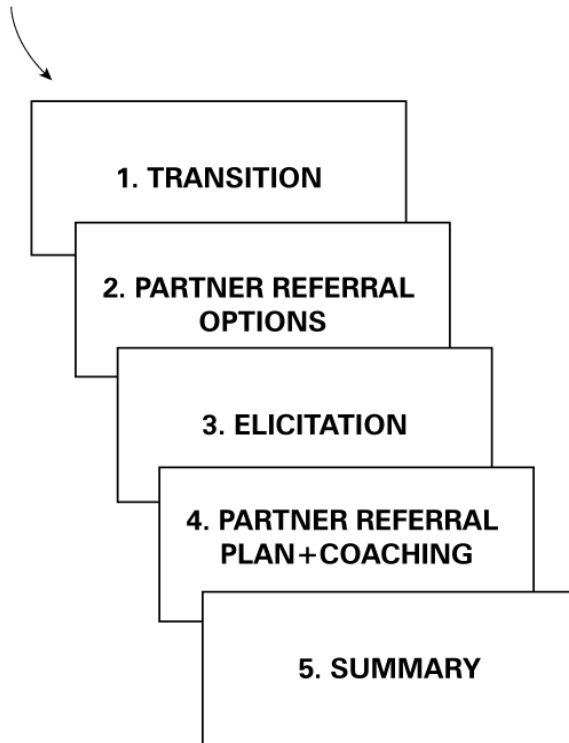 1. TRANSITION
2. PARTNER REFERRAL
OPTIONS
3. ELICITATION
4. PARTNER REFERRAL
PLAN+COACHING
5. SUMMARY